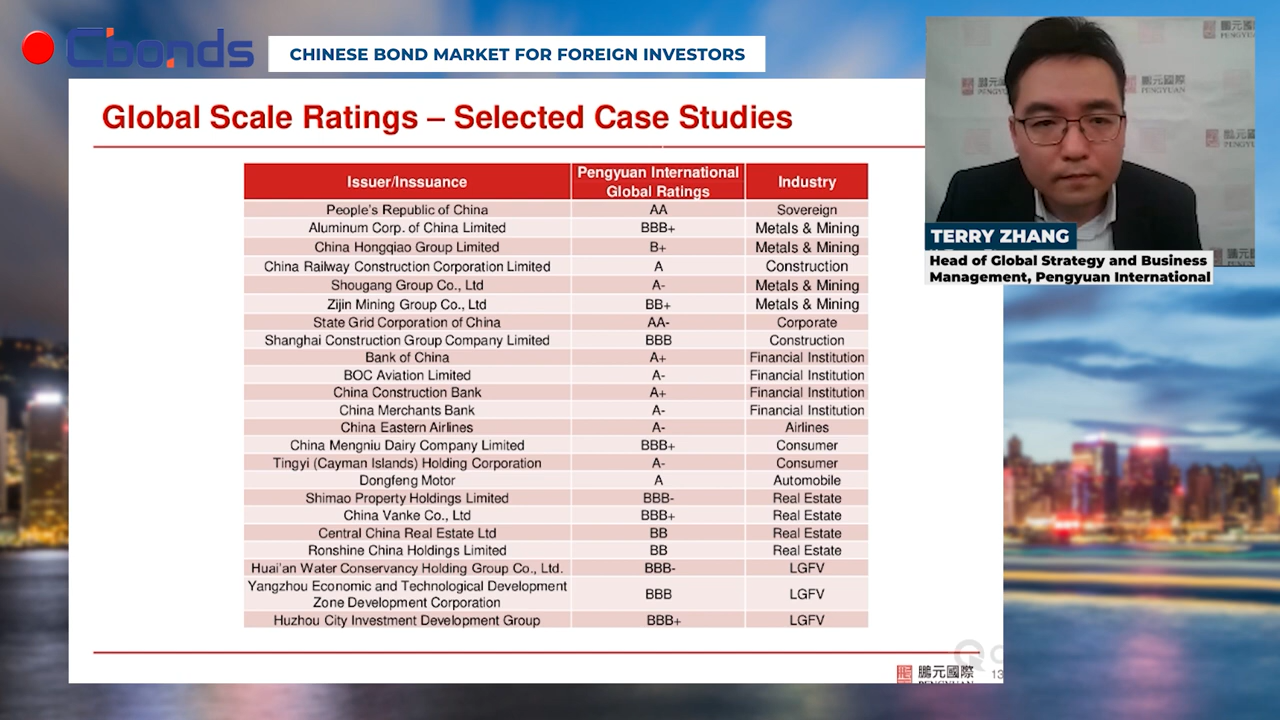 Cbonds
CHINESE BOND MARKET FOR FOREIGN INVESTORS
Global Scale Ratings – Selected Case Studies
Issuer/Inssuance Pengyuan International Global Ratings Industry
People's Republic of China AA Sovereign
Aluminum Corp. of China Limited BBB+ Metals & Mining
China Hongqiao Group Limited B+ Metals & Mining
China Railway Construction Corporation Limited A Construction
Shougang Group Co., Ltd A- Metals & Mining
Zijin Mining Group Co., Ltd BB+ Metals & Mining
State Grid Corporation of China AA- Corporate
Shanghai Construction Group Company Limited BBB Construction
Bank of China A+ Financial Institution
BOC Aviation Limited A- Financial Institution
China Construction Bank A+ Financial Institution
China Merchants Bank A- Financial Institution
China Eastern Airlines A- Airlines
China Mengniu Dairy Company Limited BBB+ Consumer
Tingyi (Cayman Islands) Holding Corporation A- Consumer
Dongfeng Motor A Automobile
Shimao Property Holdings Limited BBB- Real Estate
China Vanke Co., Ltd BBB+ Real Estate
Central China Real Estate Ltd BB Real Estate
Ronshine China Holdings Limited BB Real Estate
Huai'an Water Conservancy Holding Group Co., Ltd. BBB- LGFV
Yangzhou Economic and Technological Development Zone Development Corporation BBB LGFV
Huzhou City Investment Development Group BBB+ LGFV
鵬元國際
PENGYUAN
13
鵬元國際
PENGYUAN
TERRY ZHANG
Head of Global Strategy and Business
Management, Pengyuan International